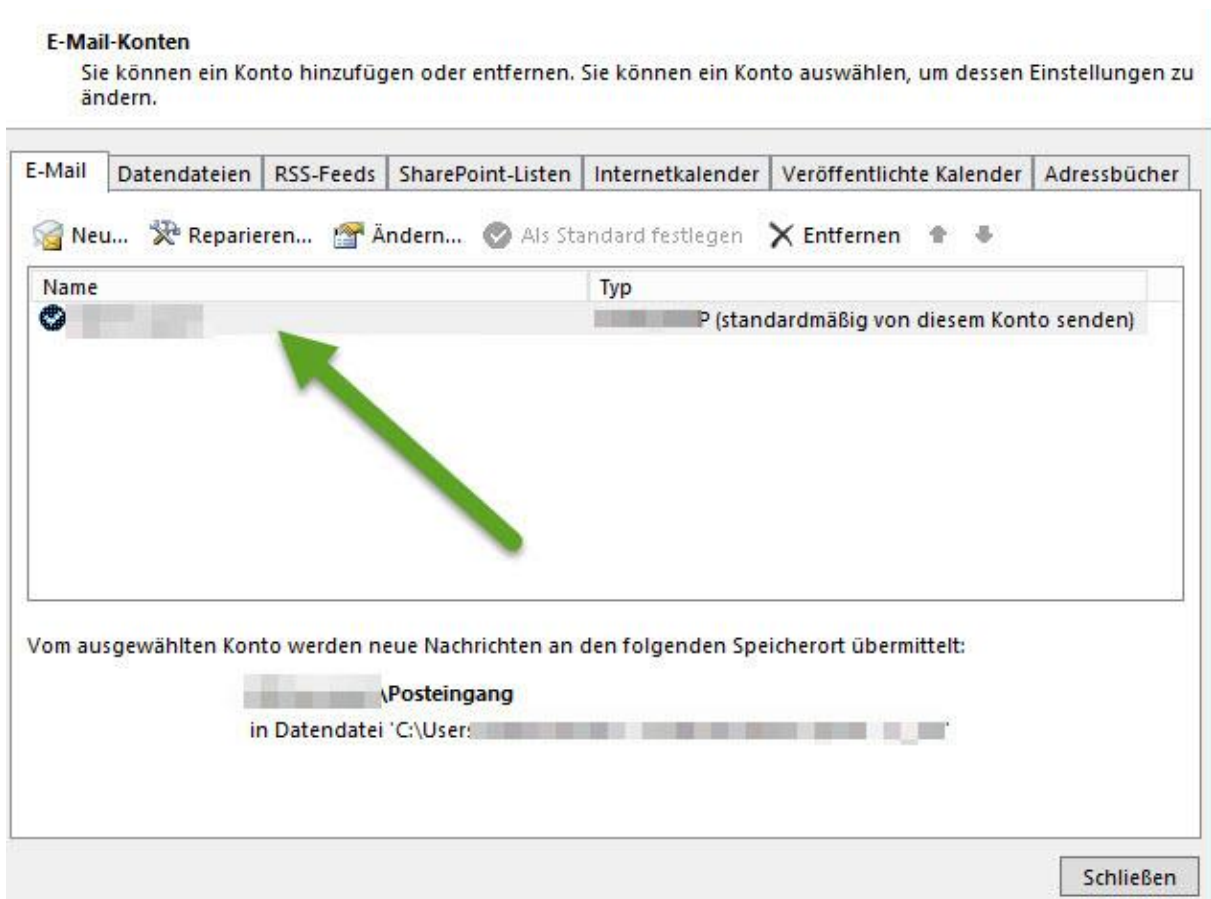 E-Mail-Konten
Sie können ein Konto hinzufügen oder entfernen. Sie können ein Konto auswählen, um dessen Einstellungen zu
ändern.
E-Mail Datendateien RSS-Feeds SharePoint-Listen Internetkalender Veröffentlichte Kalender Adressbücher
Neu... Reparieren... Ändern... Als Standard festlegen Entfernen
Name Typ
P (standardmäßig von diesem Konto senden)
Vom ausgewählten Konto werden neue Nachrichten an den folgenden Speicherort übermittelt:
\Posteingang
in Datendatei 'C:\Users '
Schließen